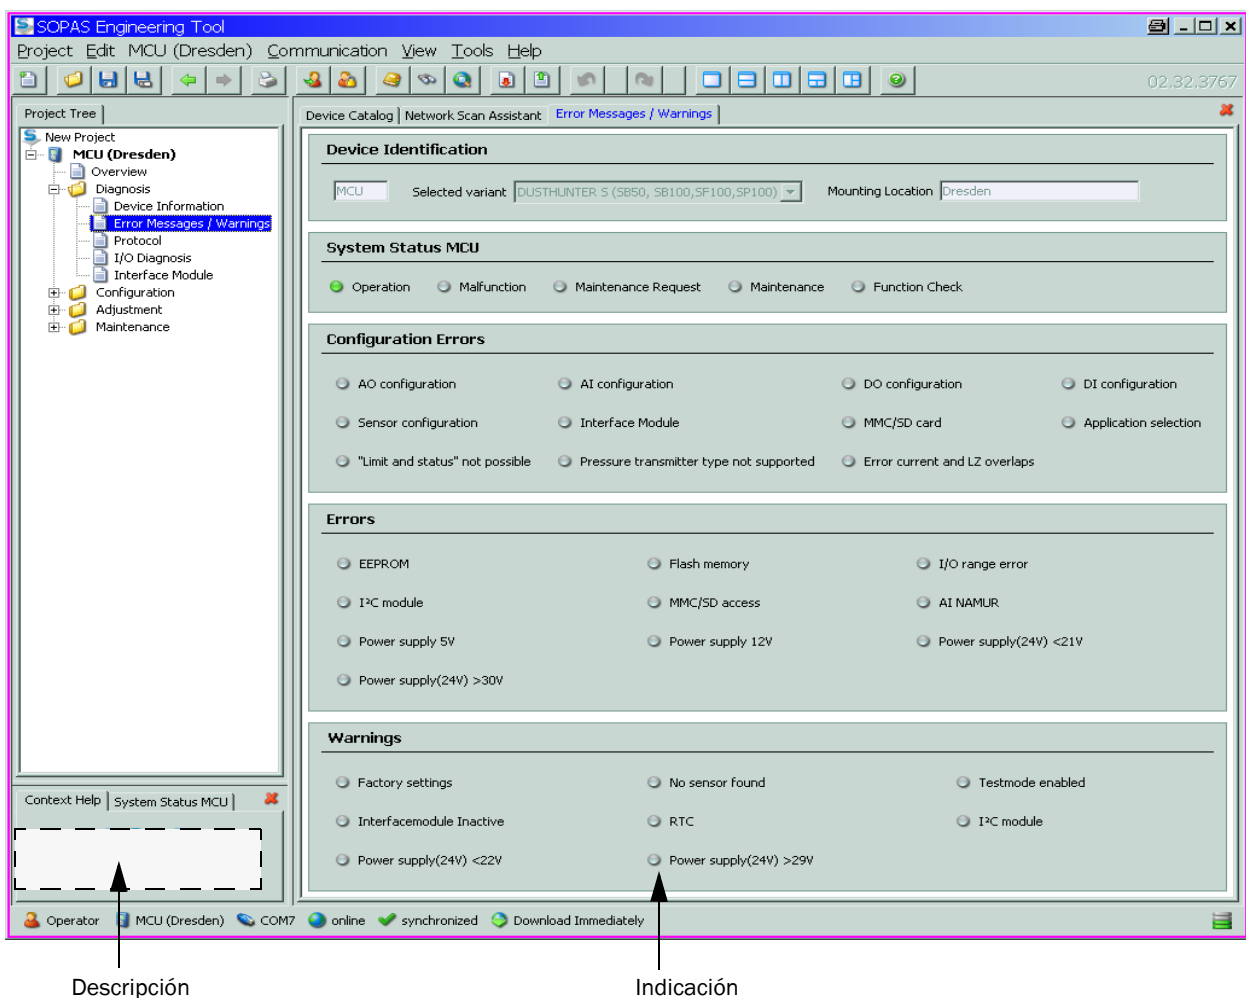 SOPAS Engineering Tool
Project Edit MCU (Dresden) Communication View Tools Help
02.32.3767
Project Tree
New Project
MCU (Dresden)
Overview
Diagnosis
Device Information
Error Messages / Warnings
Protocol
I/O Diagnosis
Interface Module
Configuration
Adjustment
Maintenance
Device Catalog Network Scan Assistant Error Messages / Warnings
Device Identification
MCU Selected variant DUSTHUNTER S (SB50, SB100,SF100,SP100) Mounting Location Dresden
System Status MCU
Operation Malfunction Maintenance Request Maintenance Function Check
Configuration Errors
AO configuration AI configuration DO configuration DI configuration
Sensor configuration Interface Module MMC/SD card Application selection
"Limit and status" not possible Pressure transmitter type not supported Error current and LZ overlaps
Errors
EEPROM Flash memory I/O range error
I²C module MMC/SD access AI NAMUR
Power supply 5V Power supply 12V Power supply(24V) <21V
Power supply(24V) >30V
Warnings
Factory settings No sensor found Testmode enabled
Interfacemodule Inactive RTC I²C module
Power supply(24V) <22V Power supply(24V) >29V
Context Help System Status MCU
Operator MCU (Dresden) COM7 online synchronized Download Immediately
Descripción Indicación